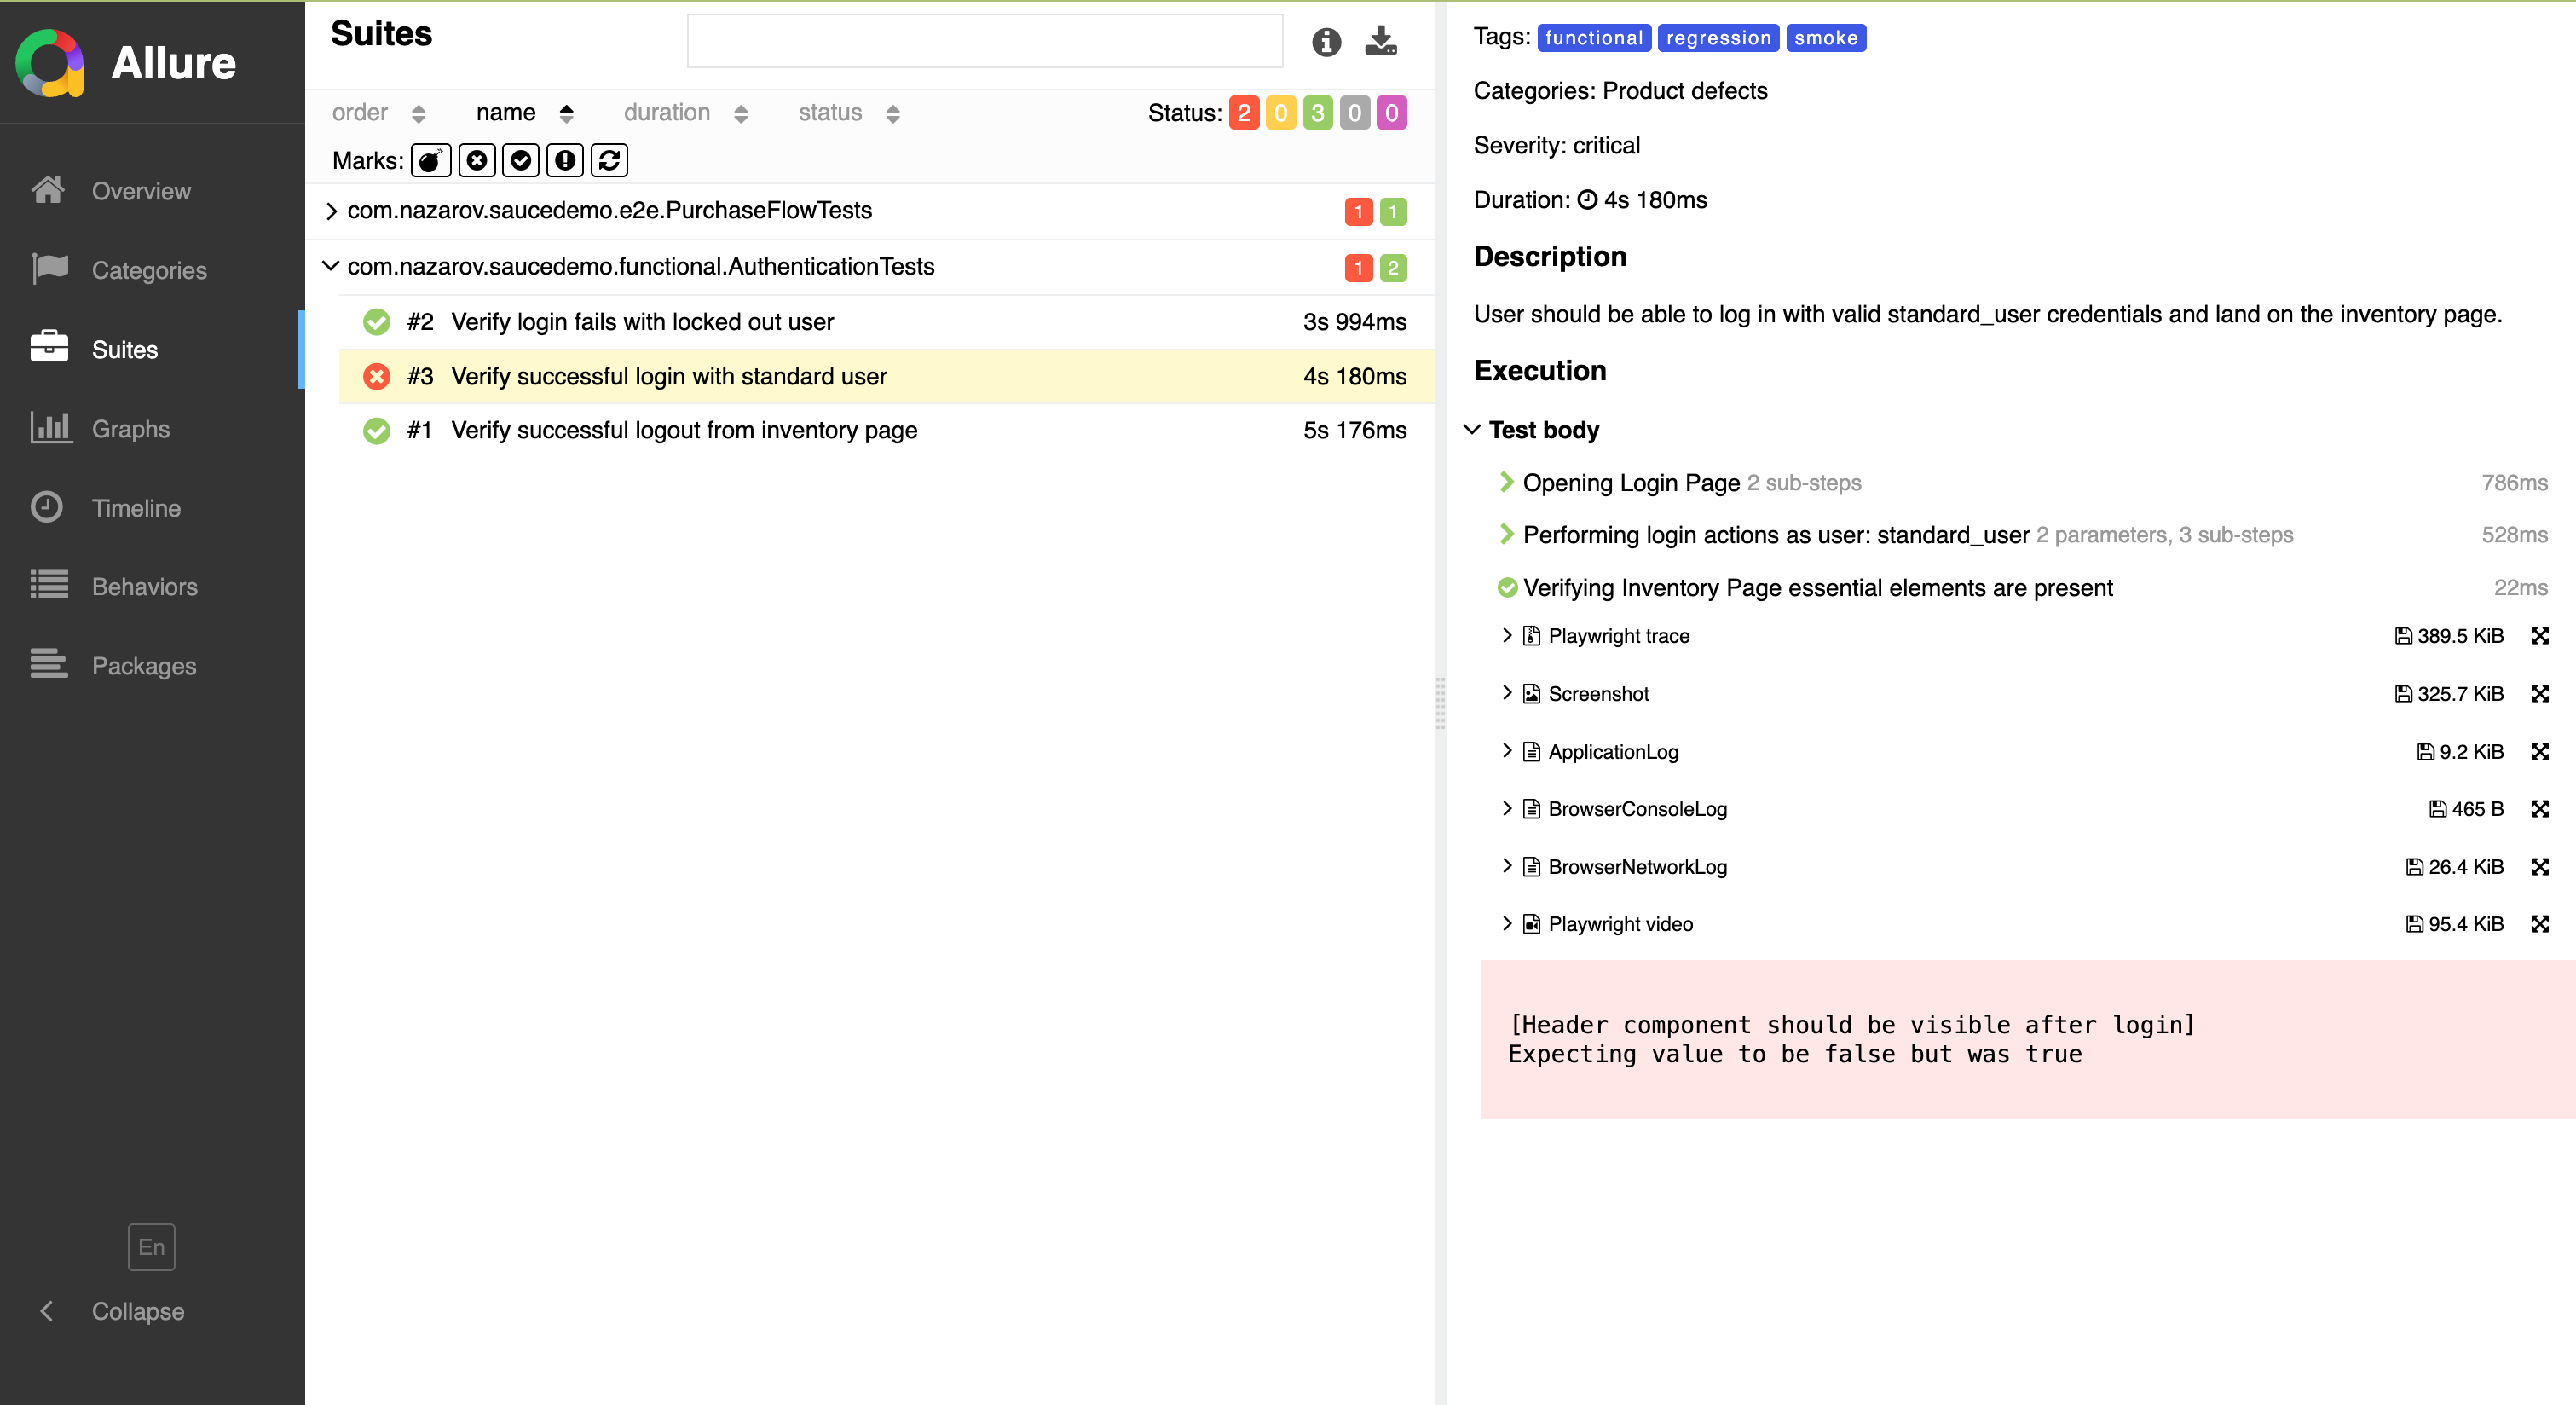 Allure
Overview
Categories
Suites
Graphs
Timeline
Behaviors
Packages
En
Collapse
Suites
order name duration status Status: 2 0 3 0 0
Marks:
com.nazarov.saucedemo.e2e.PurchaseFlowTests 1 1
com.nazarov.saucedemo.functional.AuthenticationTests 1 2
#2 Verify login fails with locked out user 3s 994ms
#3 Verify successful login with standard user 4s 180ms
#1 Verify successful logout from inventory page 5s 176ms
Tags: functional regression smoke
Categories: Product defects
Severity: critical
Duration: 4s 180ms
Description
User should be able to log in with valid standard_user credentials and land on the inventory page.
Execution
Test body
Opening Login Page 2 sub-steps 786ms
Performing login actions as user: standard_user 2 parameters, 3 sub-steps 528ms
Verifying Inventory Page essential elements are present 22ms
Playwright trace 389.5 KiB
Screenshot 325.7 KiB
ApplicationLog 9.2 KiB
BrowserConsoleLog 465 B
BrowserNetworkLog 26.4 KiB
Playwright video 95.4 KiB
[Header component should be visible after login]
Expecting value to be false but was true